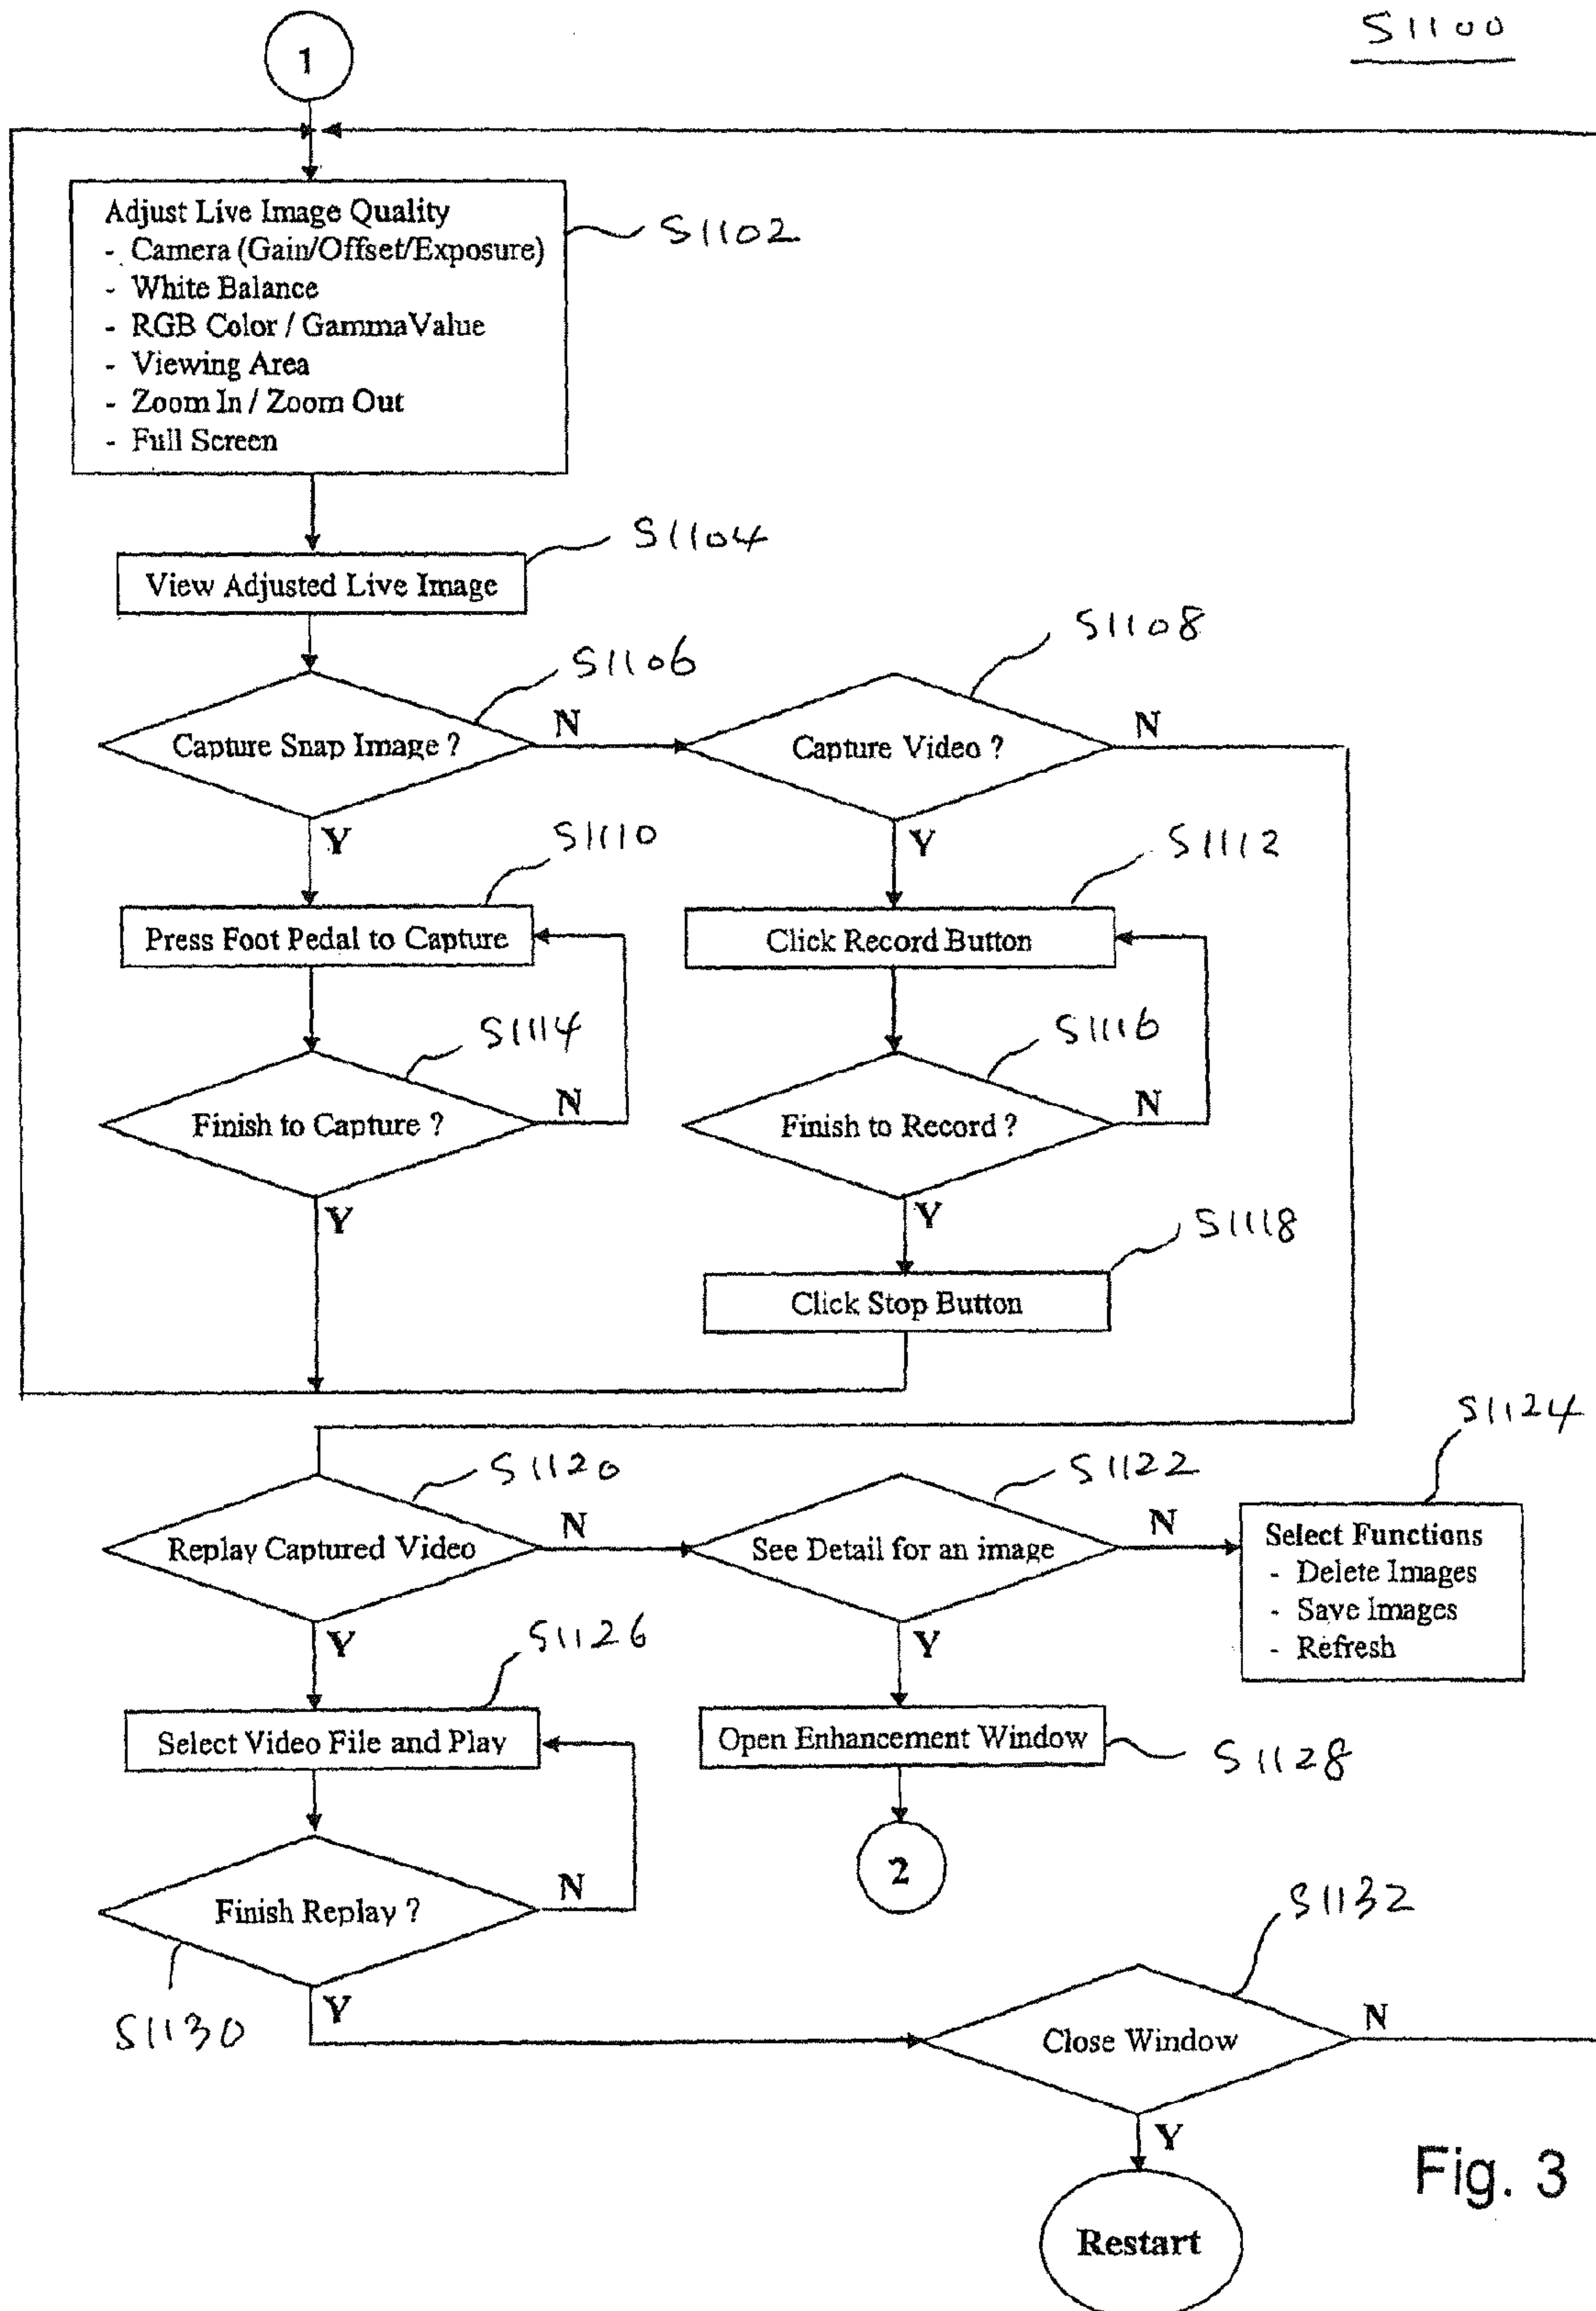 S1100
1
Adjust Live Image Quality
- Camera (Gain/Offset/Exposure)
- White Balance
- RGB Color / GammaValue
- Viewing Area
- Zoom In / Zoom Out
- Full Screen
S1102
S1104
View Adjusted Live Image
S1106
S1108
Capture Snap Image ?
N
Capture Video ?
N
Y
Y
S1110
S1112
Press Foot Pedal to Capture
Click Record Button
S1114
S1116
Finish to Capture ?
N
Finish to Record ?
N
Y
Y
S1118
Click Stop Button
S1120
S1122
S1124
Replay Captured Video
N
See Detail for an image
N
Select Functions
- Delete Images
- Save Images
- Refresh
Y
Y
S1126
Select Video File and Play
Open Enhancement Window
S1128
2
Finish Replay ?
N
S1130
Y
S1132
Close Window
N
Y
Restart
Fig. 3